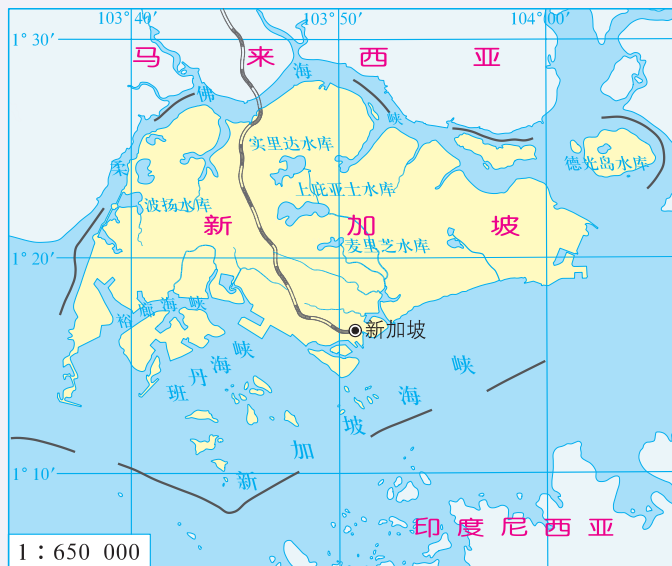 103°40′ 103°50′ 104°00′
1°30′
马来西亚
柔佛海峡
实里达水库
德光岛水库
上庇亚士水库
波扬水库
新加坡
麦里芝水库
1°20′
裕廊海峡
新加坡
班丹海峡
新加坡海峡
1°10′
印度尼西亚
1∶650 000